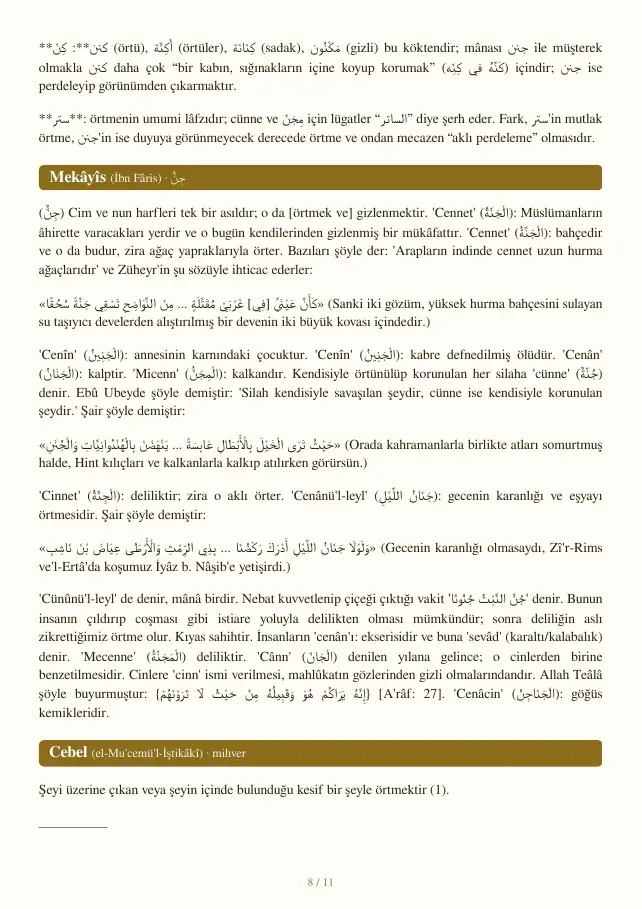 **كنن: كِنّ** (örtü), أَكِنَّة (örtüler), كِنَانَة (sadak), مَكْنُون (gizli) bu köktendir; mânası جنن ile müşterek
olmakla كنن daha çok “bir kabın, sığınakların içine koyup korumak” (كَنَّهُ في كِنِّه) içindir; جنن ise
perdeleyip görünümden çıkarmaktır.
**ستر**: örtmenin umumi lâfzıdır; cünne ve مِجَنّ için lügatler “الساتر” diye şerh eder. Fark, ستر'in mutlak
örtme, جنن'in ise duyuya görünmeyecek derecede örtme ve ondan mecazen “aklı perdeleme” olmasıdır.
Mekâyîs (İbn Fâris) · جنّ
(جنّ) Cim ve nun harfleri tek bir asıldır; o da [örtmek ve] gizlenmektir. 'Cennet' (الْجَنَّةُ): Müslümanların
âhirette varacakları yerdir ve o bugün kendilerinden gizlenmiş bir mükâfattır. 'Cennet' (الْجَنَّةُ): bahçedir
ve o da budur, zira ağaç yapraklarıyla örter. Bazıları şöyle der: 'Arapların indinde cennet uzun hurma
ağaçlarıdır' ve Züheyr'in şu sözüyle ihticac ederler:
«كَأَنَّ عَيْنَيَّ [فِي] غَرْبَيْ مُقَتَّلَةٍ ... مِنَ النَّوَاضِحِ تَسْقِي جَنَّةً سُحُقًا» (Sanki iki gözüm, yüksek hurma bahçesini sulayan
su taşıyıcı develerden alıştırılmış bir devenin iki büyük kovası içindedir.)
'Cenîn' (الْجَنِينُ): annesinin karnındaki çocuktur. 'Cenîn' (الْجَنِينُ): kabre defnedilmiş ölüdür. 'Cenân'
(الْجَنَانُ): kalptir. 'Micenn' (الْمِجَنُّ): kalkandır. Kendisiyle örtünülüp korunulan her silaha 'cünne' (جُنَّةٌ)
denir. Ebû Ubeyde şöyle demiştir: 'Silah kendisiyle savaşılan şeydir, cünne ise kendisiyle korunulan
şeydir.' Şair şöyle demiştir:
«حَيْثُ تَرَى الْخَيْلَ بِالْأَبْطَالِ عَابِسَةً ... يَنْهَضْنَ بِالْهُنْدُوَانِيَّاتِ وَالْجُنَنِ» (Orada kahramanlarla birlikte atları somurtmuş
halde, Hint kılıçları ve kalkanlarla kalkıp atılırken görürsün.)
'Cinnet' (الْجِنَّةُ): deliliktir; zira o aklı örter. 'Cenânü'l-leyl' (جَنَانُ اللَّيْلِ): gecenin karanlığı ve eşyayı
örtmesidir. Şair şöyle demiştir:
«وَلَوْلَا جَنَانُ اللَّيْلِ أَدْرَكَ رَكْضُنَا ... بِذِي الرِّمْثِ وَالْأَرْطَى عِيَاضَ بْنَ نَاشِبِ» (Gecenin karanlığı olmasaydı, Zî'r-Rims
ve'l-Ertâ'da koşumuz İyâz b. Nâşib'e yetişirdi.)
'Cünûnü'l-leyl' de denir, mânâ birdir. Nebat kuvvetlenip çiçeği çıktığı vakit 'جُنَّ النَّبْتُ جُنُونًا' denir. Bunun
insanın çıldırıp coşması gibi istiare yoluyla delilikten olması mümkündür; sonra deliliğin aslı
zikrettiğimiz örtme olur. Kıyas sahihtir. İnsanların 'cenân'ı: ekserisidir ve buna 'sevâd' (karaltı/kalabalık)
denir. 'Mecenne' (الْمَجَنَّةُ) deliliktir. 'Cânn' (الْجَانُ) denilen yılana gelince; o cinlerden birine
benzetilmesidir. Cinlere 'cinn' ismi verilmesi, mahlûkatın gözlerinden gizli olmalarındandır. Allah Teâlâ
şöyle buyurmuştur: {إِنَّهُ يَرَاكُمْ هُوَ وَقَبِيلُهُ مِنْ حَيْثُ لَا تَرَوْنَهُمْ} [A'râf: 27]. 'Cenâcin' (الْجَنَاجِنُ): göğüs
kemikleridir.
Cebel (el-Mu'cemü'l-İştikâkî) · mihver
Şeyi üzerine çıkan veya şeyin içinde bulunduğu kesif bir şeyle örtmektir (1).
8 / 11